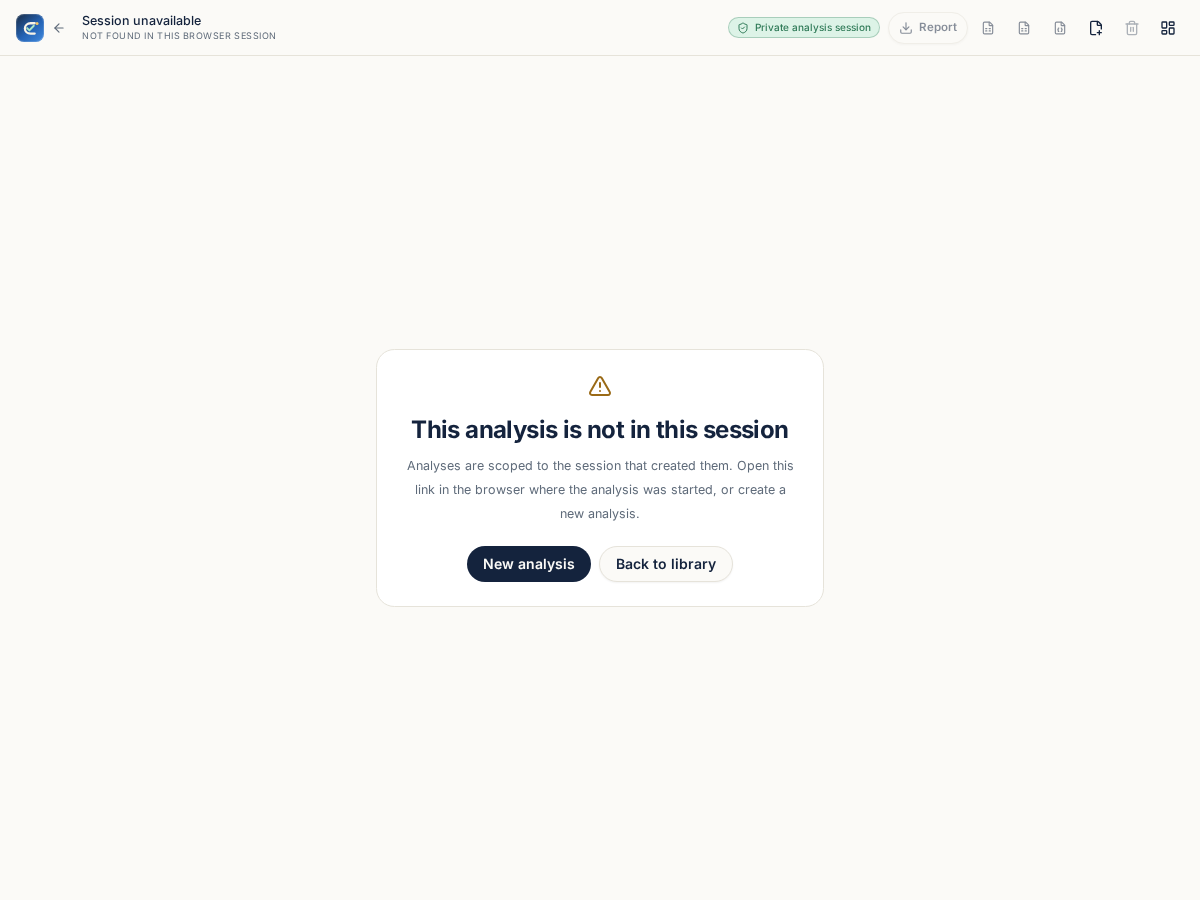 Session unavailable
NOT FOUND IN THIS BROWSER SESSION
Private analysis session
Report
This analysis is not in this session
Analyses are scoped to the session that created them. Open this
link in the browser where the analysis was started, or create a
new analysis.
New analysis
Back to library